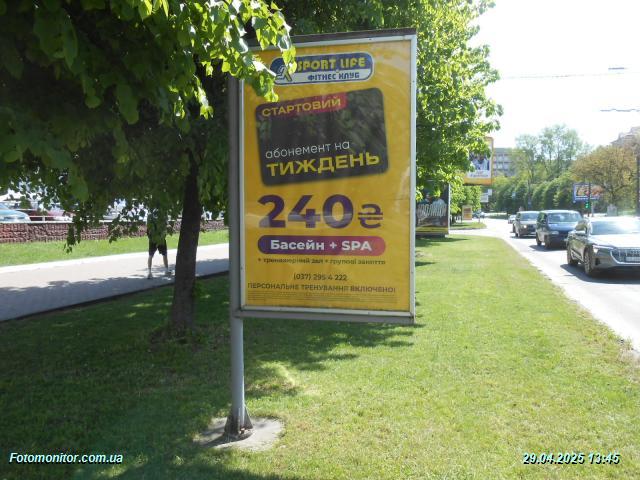 SPORT LIFE
ФІТНЕС КЛУБ
СТАРТОВИЙ
абонемент на
ТИЖДЕНЬ
240₴
Басейн + SPA
+ тренажерний зал + групові заняття
(037) 295 4 222
ПЕРСОНАЛЬНЕ ТРЕНУВАННЯ ВКЛЮЧЕНО!
Fotomonitor.com.ua
29.04.2025 13:45